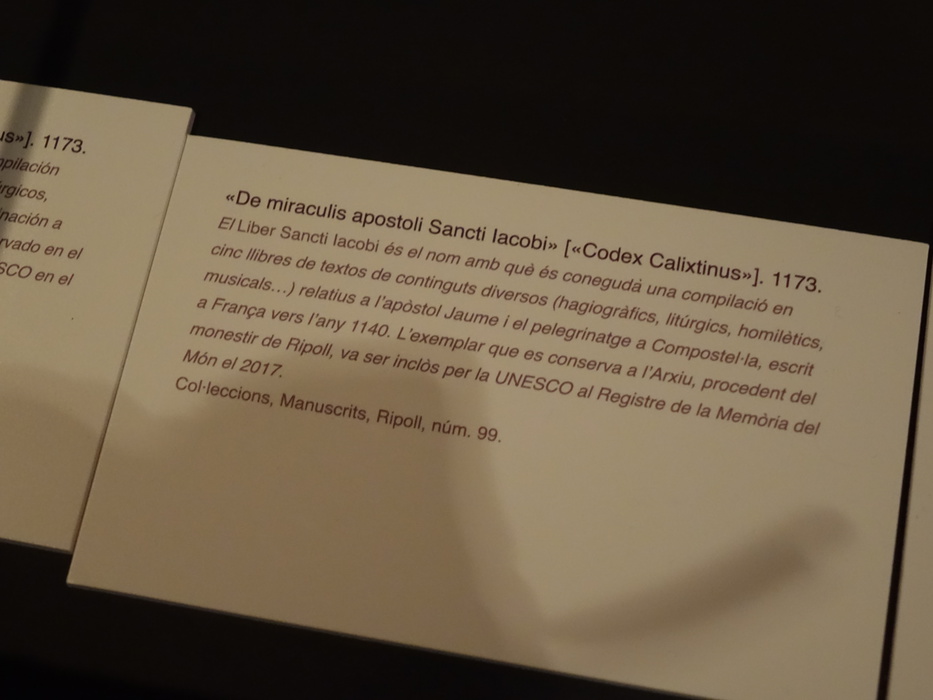 us»]. 1173.
pilación
rgicos,
nación a
rvado en el
SCO en el
«De miraculis apostoli Sancti Iacobi» [«Codex Calixtinus»]. 1173.
El Liber Sancti Iacobi és el nom amb què és conegudà una compilació en
cinc llibres de textos de continguts diversos (hagiogràfics, litúrgics, homilètics,
musicals...) relatius a l'apòstol Jaume i el pelegrinatge a Compostel·la, escrit
a França vers l'any 1140. L'exemplar que es conserva a l'Arxiu, procedent del
monestir de Ripoll, va ser inclòs per la UNESCO al Registre de la Memòria del
Món el 2017.
Col·leccions, Manuscrits, Ripoll, núm. 99.